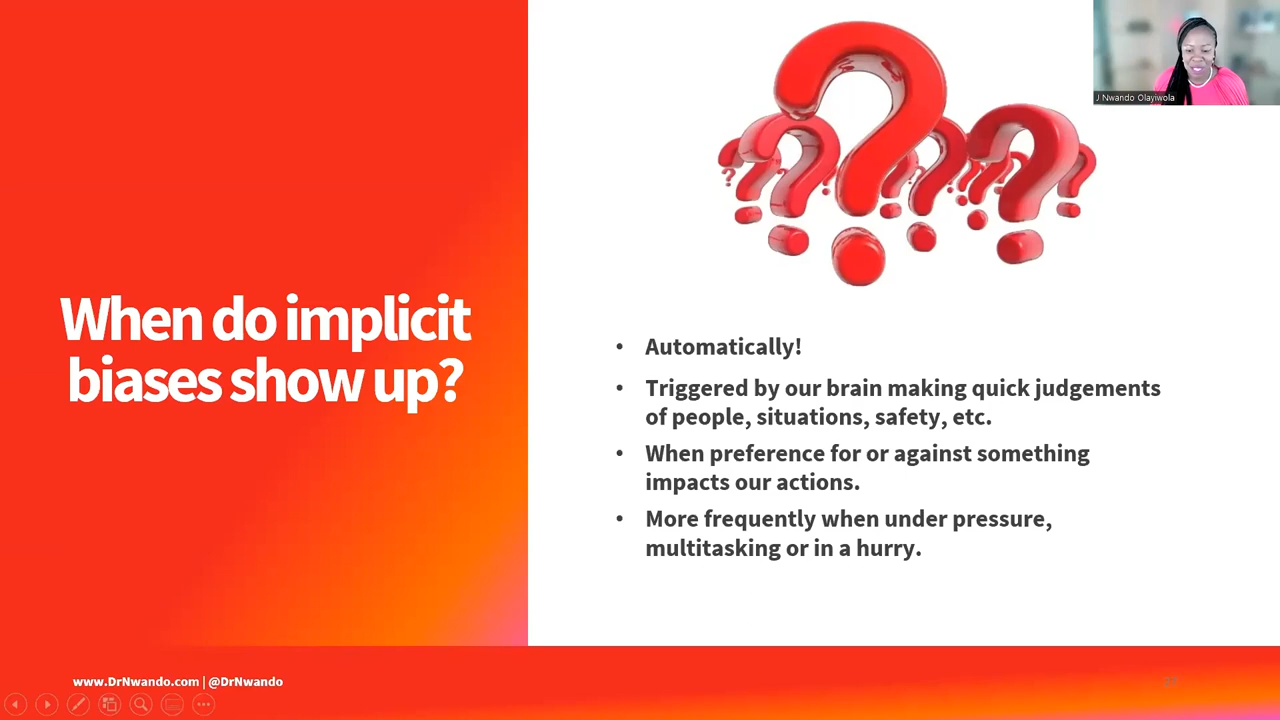 J Nwando Olayiwola
When do implicit
biases show up?
• Automatically!
• Triggered by our brain making quick judgements
of people, situations, safety, etc.
• When preference for or against something
impacts our actions.
• More frequently when under pressure,
multitasking or in a hurry.
www.DrNwando.com | @DrNwando